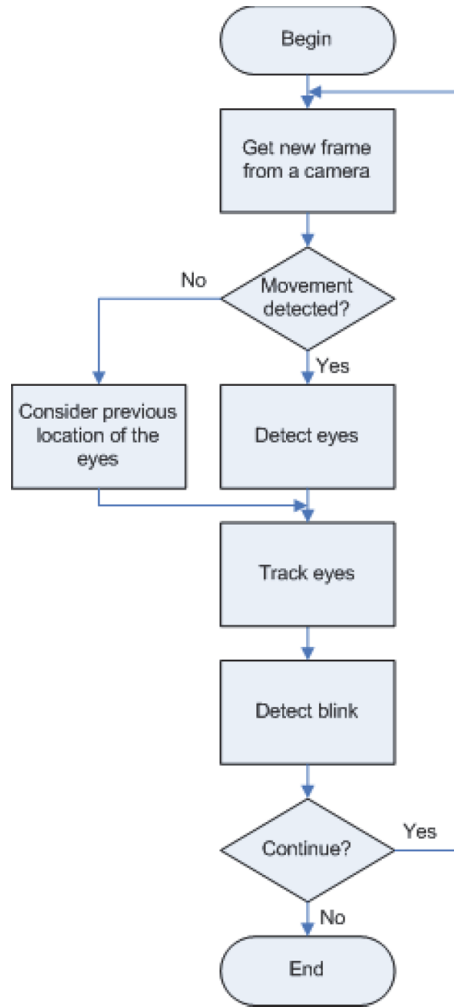 Begin
Get new frame
from a camera
No
Movement
detected?
Yes
Consider previous
location of the
eyes
Detect eyes
Track eyes
Detect blink
Continue?
Yes
No
End